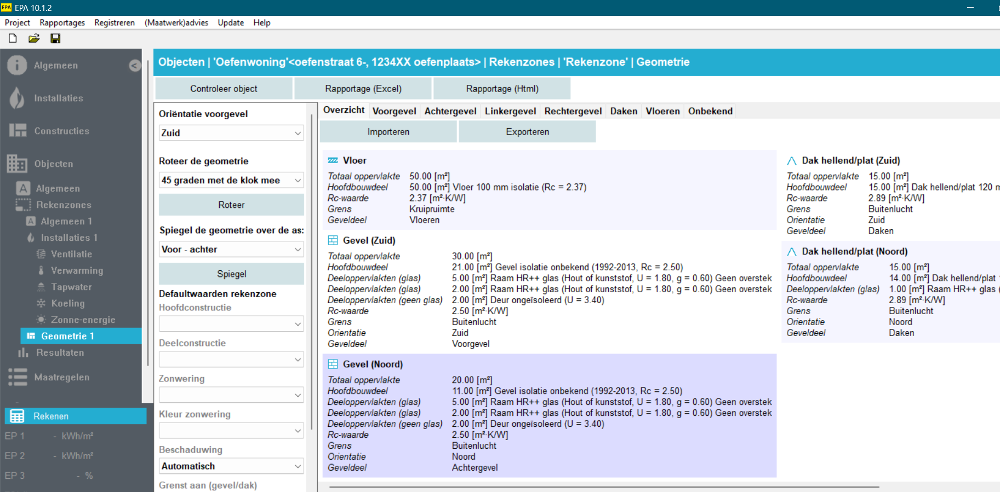 EPA EPA 10.1.2
Project Rapportages Registreren (Maatwerk)advies Update Help
Algemeen
Installaties
Constructies
Objecten
A Algemeen
Rekenzones
A Algemeen 1
Installaties 1
Ventilatie
Verwarming
Tapwater
Koeling
Zonne-energie
Geometrie 1
Resultaten
Maatregelen
Rekenen
EP 1 - kWh/m²
EP 2 - kWh/m²
EP 3 - %
Objecten | 'Oefenwoning'<oefenstraat 6-, 1234XX oefenplaats> | Rekenzones | 'Rekenzone' | Geometrie
Controleer object Rapportage (Excel) Rapportage (Html)
Oriëntatie voorgevel
Zuid
Roteer de geometrie
45 graden met de klok mee
Roteer
Spiegel de geometrie over de as:
Voor - achter
Spiegel
Defaultwaarden rekenzone
Hoofdconstructie
Deelconstructie
Zonwering
Kleur zonwering
Beschaduwing
Automatisch
Grenst aan (gevel/dak)
Overzicht Voorgevel Achtergevel Linkergevel Rechtergevel Daken Vloeren Onbekend
Importeren Exporteren
Vloer
Totaal oppervlakte 50.00 [m²]
Hoofdbouwdeel 50.00 [m²] Vloer 100 mm isolatie (Rc = 2.37)
Rc-waarde 2.37 [m²·K/W]
Grens Kruipruimte
Geveldeel Vloeren
Gevel (Zuid)
Totaal oppervlakte 30.00 [m²]
Hoofdbouwdeel 21.00 [m²] Gevel isolatie onbekend (1992-2013, Rc = 2.50)
Deeloppervlakten (glas) 5.00 [m²] Raam HR++ glas (Hout of kunststof, U = 1.80, g = 0.60) Geen overstek
Deeloppervlakten (glas) 2.00 [m²] Raam HR++ glas (Hout of kunststof, U = 1.80, g = 0.60) Geen overstek
Deeloppervlakten (geen glas) 2.00 [m²] Deur ongeïsoleerd (U = 3.40)
Rc-waarde 2.50 [m²·K/W]
Grens Buitenlucht
Orientatie Zuid
Geveldeel Voorgevel
Gevel (Noord)
Totaal oppervlakte 20.00 [m²]
Hoofdbouwdeel 11.00 [m²] Gevel isolatie onbekend (1992-2013, Rc = 2.50)
Deeloppervlakten (glas) 5.00 [m²] Raam HR++ glas (Hout of kunststof, U = 1.80, g = 0.60) Geen overstek
Deeloppervlakten (glas) 2.00 [m²] Raam HR++ glas (Hout of kunststof, U = 1.80, g = 0.60) Geen overstek
Deeloppervlakten (geen glas) 2.00 [m²] Deur ongeïsoleerd (U = 3.40)
Rc-waarde 2.50 [m²·K/W]
Grens Buitenlucht
Orientatie Noord
Geveldeel Achtergevel
Dak hellend/plat (Zuid)
Totaal oppervlakte 15.00 [m²]
Hoofdbouwdeel 15.00 [m²] Dak hellend/plat 120
Rc-waarde 2.89 [m²·K/W]
Grens Buitenlucht
Orientatie Zuid
Geveldeel Daken
Dak hellend/plat (Noord)
Totaal oppervlakte 15.00 [m²]
Hoofdbouwdeel 14.00 [m²] Dak hellend/plat
Deeloppervlakten (glas) 1.00 [m²] Raam HR++ glas (
Rc-waarde 2.89 [m²·K/W]
Grens Buitenlucht
Orientatie Noord
Geveldeel Daken